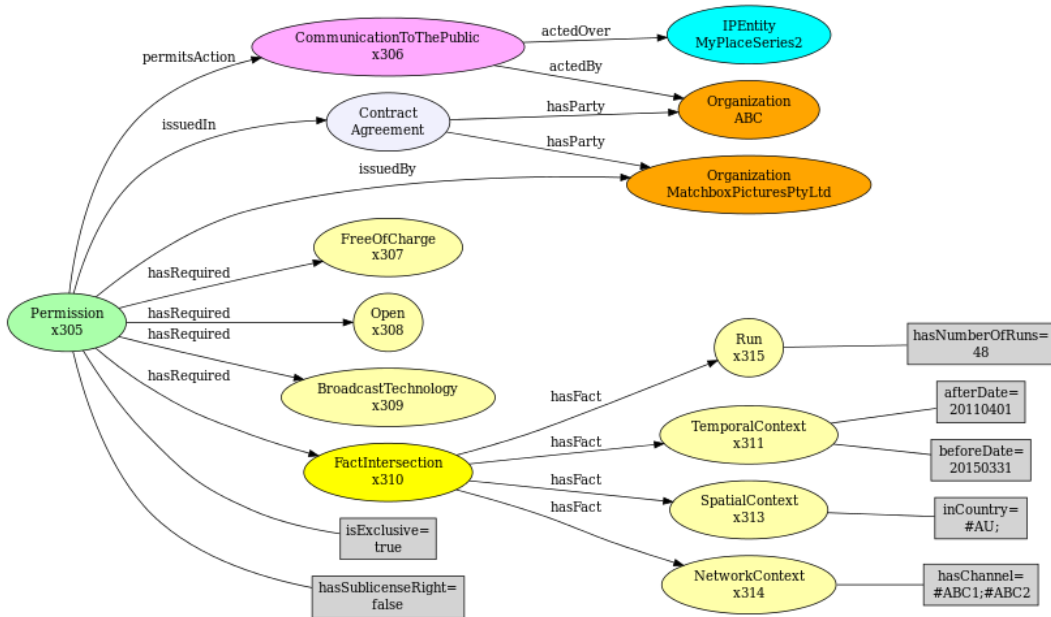 CommunicationToThePublic
x306
actedOver
IPEntity
MyPlaceSeries2
permitsAction
actedBy
Organization
ABC
issuedIn
Contract
Agreement
hasParty
hasParty
issuedBy
Organization
MatchboxPicturesPtyLtd
FreeOfCharge
x307
hasRequired
Permission
x305
hasRequired
Open
x308
hasRequired
BroadcastTechnology
x309
hasRequired
FactIntersection
x310
hasFact
Run
x315
hasNumberOfRuns=
48
hasFact
TemporalContext
x311
afterDate=
20110401
beforeDate=
20150331
hasFact
SpatialContext
x313
inCountry=
#AU;
hasFact
NetworkContext
x314
hasChannel=
#ABC1;#ABC2
isExclusive=
true
hasSublicenseRight=
false